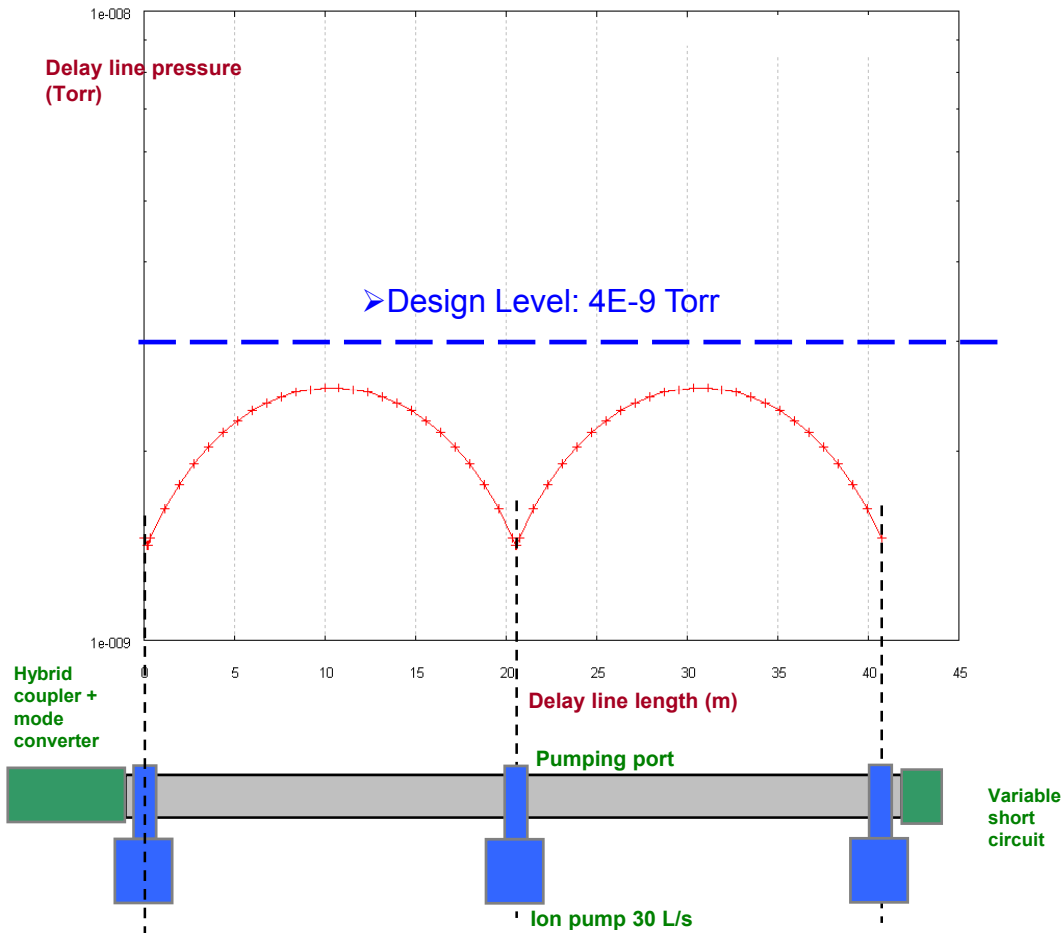 1e-008
Delay line pressure
(Torr)
➢Design Level: 4E-9 Torr
1e-009
0 5 10 15 20 25 30 35 40 45
Delay line length (m)
Hybrid
coupler +
mode
converter
Pumping port
Variable
short
circuit
Ion pump 30 L/s